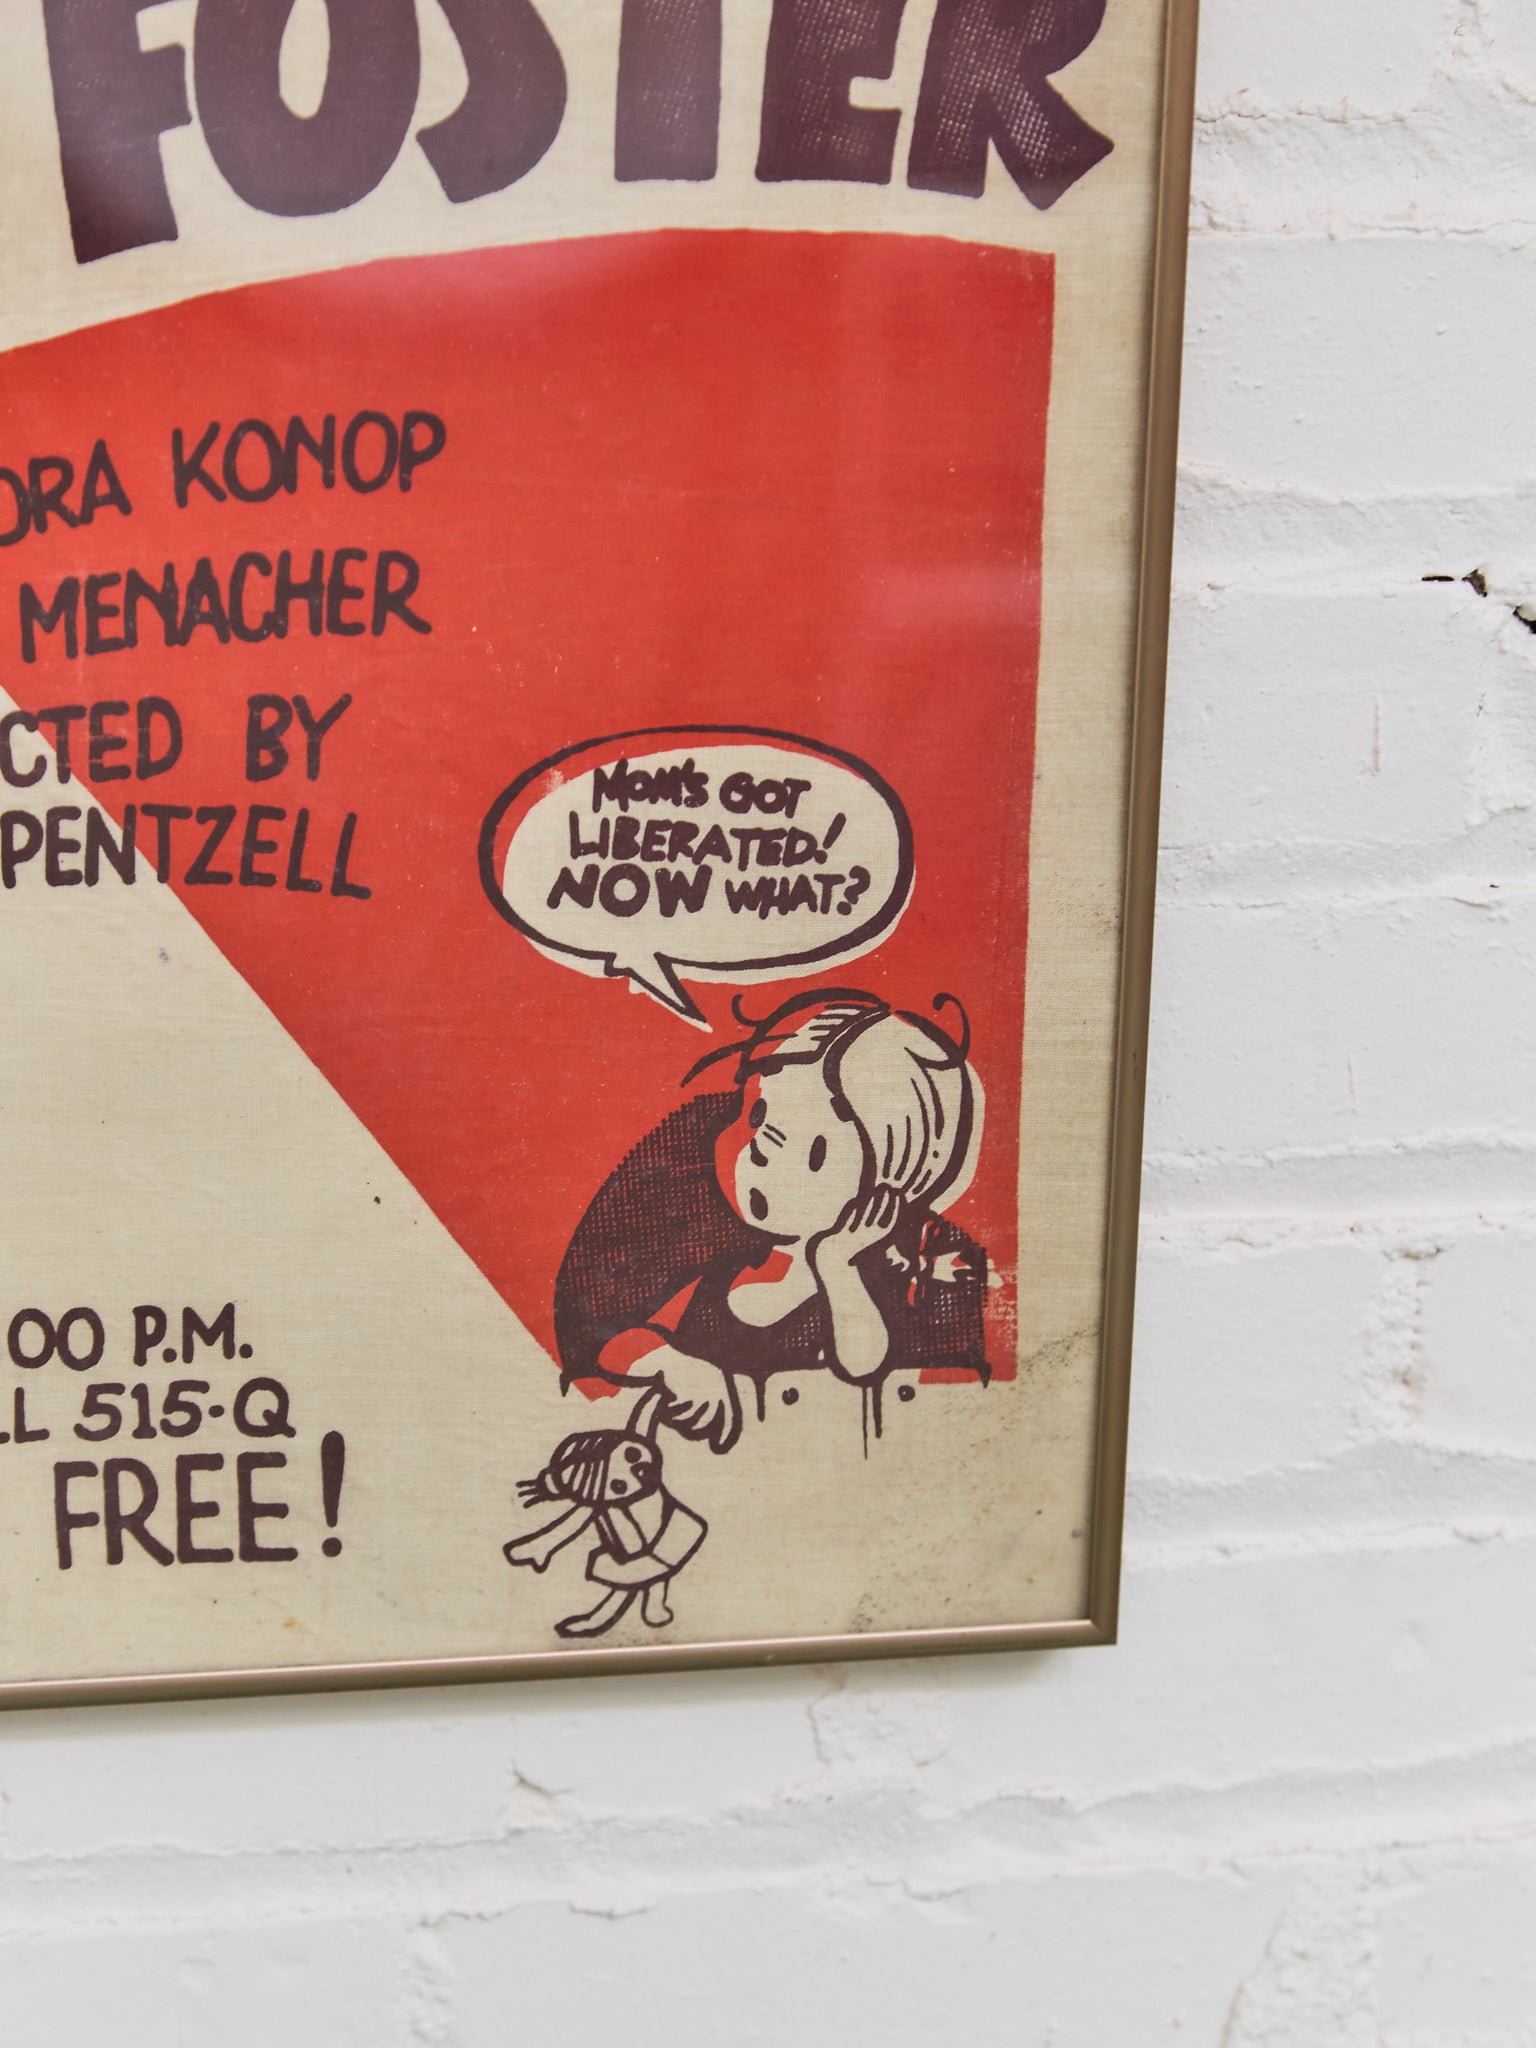 FOSTER
ORA KONOP
MENACHER
CTED BY
PENTZELL
MOM'S GOT
LIBERATED!
NOW WHAT?
00 P.M.
LL 515-Q
FREE!